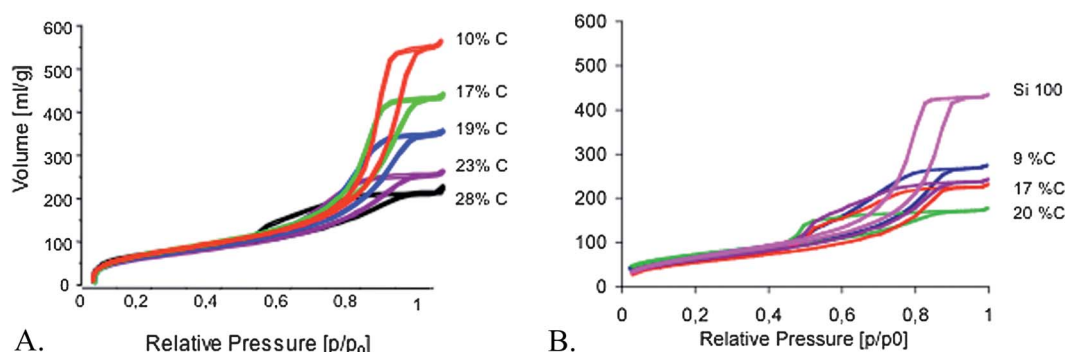 600
500
400
300
200
100
0
Volume [ml/g]
10% C
17% C
19% C
23% C
28% C
0 0,2 0,4 0,6 0,8 1
A. Relative Pressure [p/p₀]
600
500
400
300
200
100
0
Si 100
9 %C
17 %C
20 %C
0 0,2 0,4 0,6 0,8 1
B. Relative Pressure [p/p0]